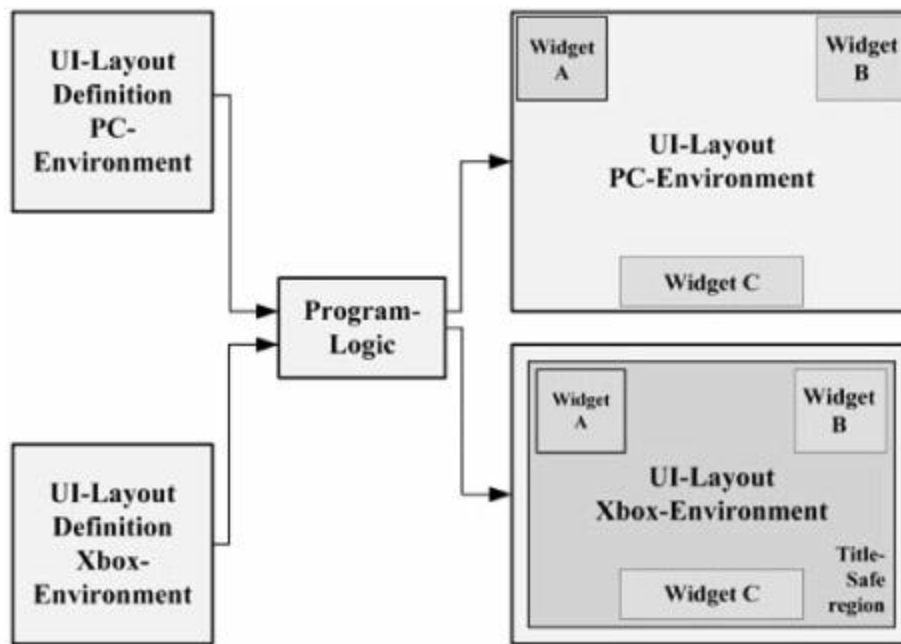 UI-Layout
Definition
PC-
Environment
Widget
A
Widget
B
UI-Layout
PC-Environment
Widget C
Program-
Logic
UI-Layout
Definition
Xbox-
Environment
Widget
A
Widget
B
UI-Layout
Xbox-Environment
Title-
Safe
region
Widget C